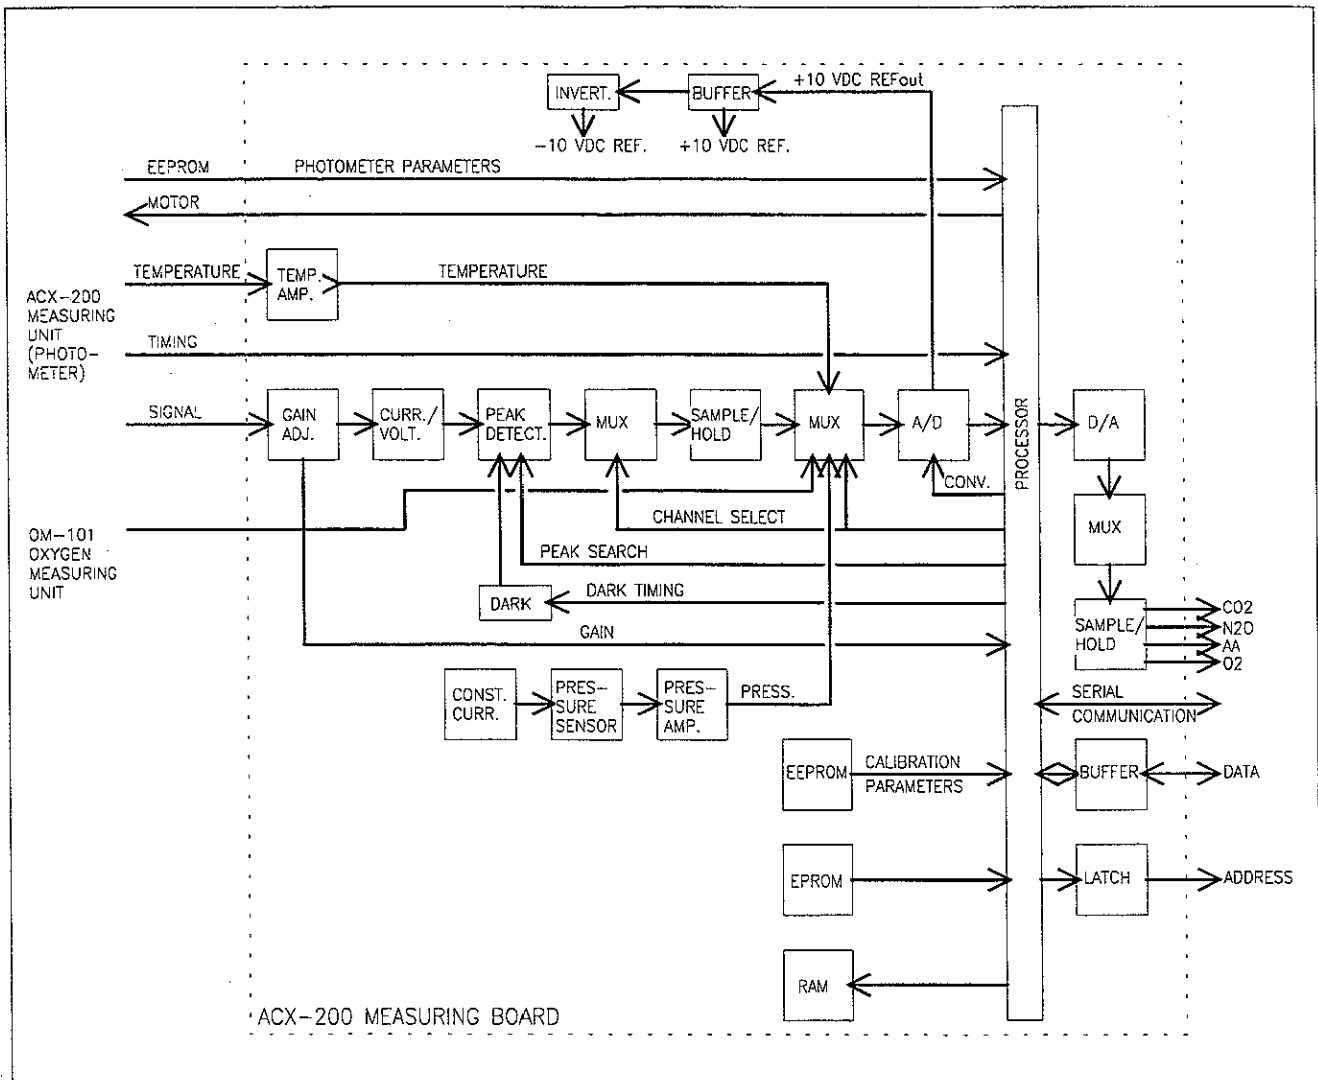 +10 VDC REFout
INVERT.
BUFFER
-10 VDC REF.
+10 VDC REF.
EEPROM
PHOTOMETER PARAMETERS
MOTOR
TEMPERATURE
TEMP.
AMP.
TEMPERATURE
ACX-200
MEASURING
UNIT
(PHOTO-
METER)
TIMING
SIGNAL
GAIN
ADJ.
CURR./
VOLT.
PEAK
DETECT.
MUX
SAMPLE/
HOLD
MUX
A/D
PROCESSOR
D/A
CONV.
CHANNEL SELECT
MUX
OM-101
OXYGEN
MEASURING
UNIT
PEAK SEARCH
DARK
DARK TIMING
GAIN
SAMPLE/
HOLD
CO2
N2O
AA
O2
CONST.
CURR.
PRES-
SURE
SENSOR
PRES-
SURE
AMP.
PRESS.
SERIAL
COMMUNICATION
EEPROM
CALIBRATION
PARAMETERS
BUFFER
DATA
EPROM
LATCH
ADDRESS
RAM
ACX-200 MEASURING BOARD